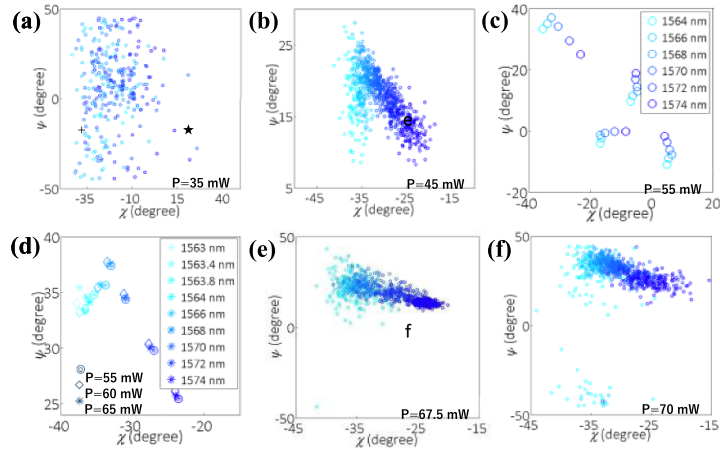 (a)
50
10
-50
ψ (degree)
-35
-10
15
40
χ (degree)
P=35 mW
(b)
25
15
5
ψ (degree)
-45
-35
-25
-15
χ (degree)
e
P=45 mW
(c)
40
20
0
-20
ψ (degree)
-40
-20
0
20
χ (degree)
1564 nm
1566 nm
1568 nm
1570 nm
1572 nm
1574 nm
P=55 mW
(d)
40
35
30
25
ψ (degree)
-40
-30
-20
χ (degree)
1563 nm
1563.4 nm
1563.8 nm
1564 nm
1566 nm
1568 nm
1570 nm
1572 nm
1574 nm
P=55 mW
P=60 mW
P=65 mW
(e)
50
0
-50
ψ (degree)
-45
-35
-25
-15
χ (degree)
f
P=67.5 mW
(f)
50
0
-50
ψ (degree)
-45
-35
-25
-15
χ (degree)
P=70 mW